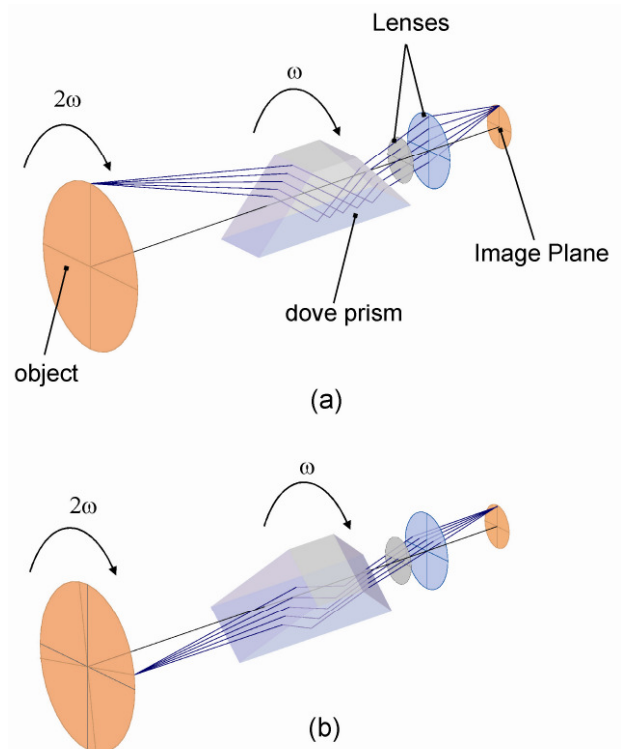 Lenses
ω
2ω
Image Plane
dove prism
object
(a)
ω
2ω
(b)